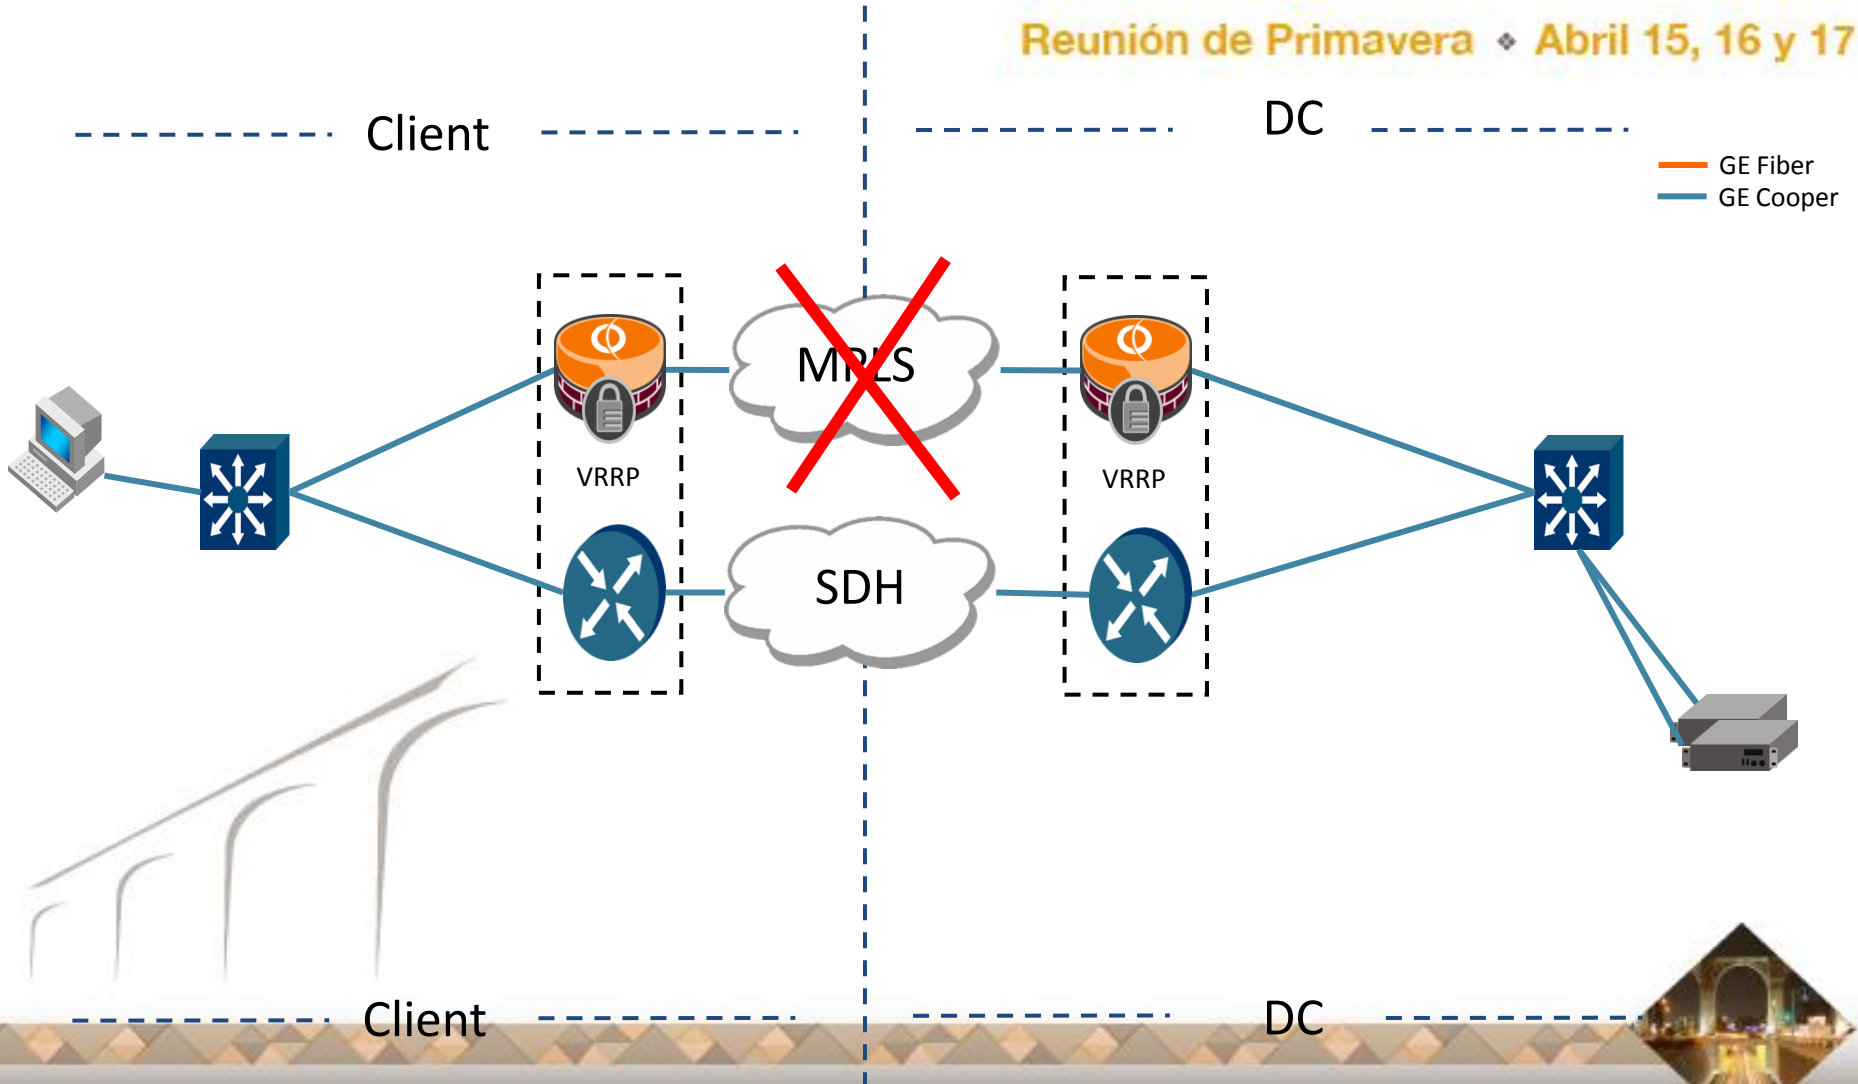 Reunión de Primavera ❖ Abril 15, 16 y 17
Client
DC
GE Fiber
GE Cooper
MPLS
VRRP
VRRP
SDH
Client
DC